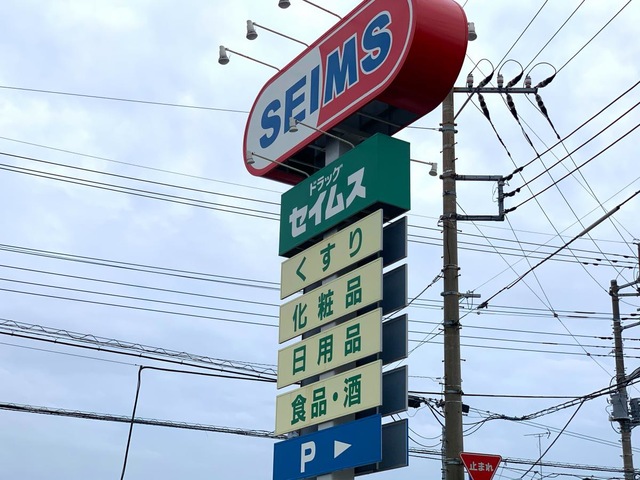 SEIMS
ドラッグ
セイムス
くすり
化粧品
日用品
食品・酒
P
止まれ